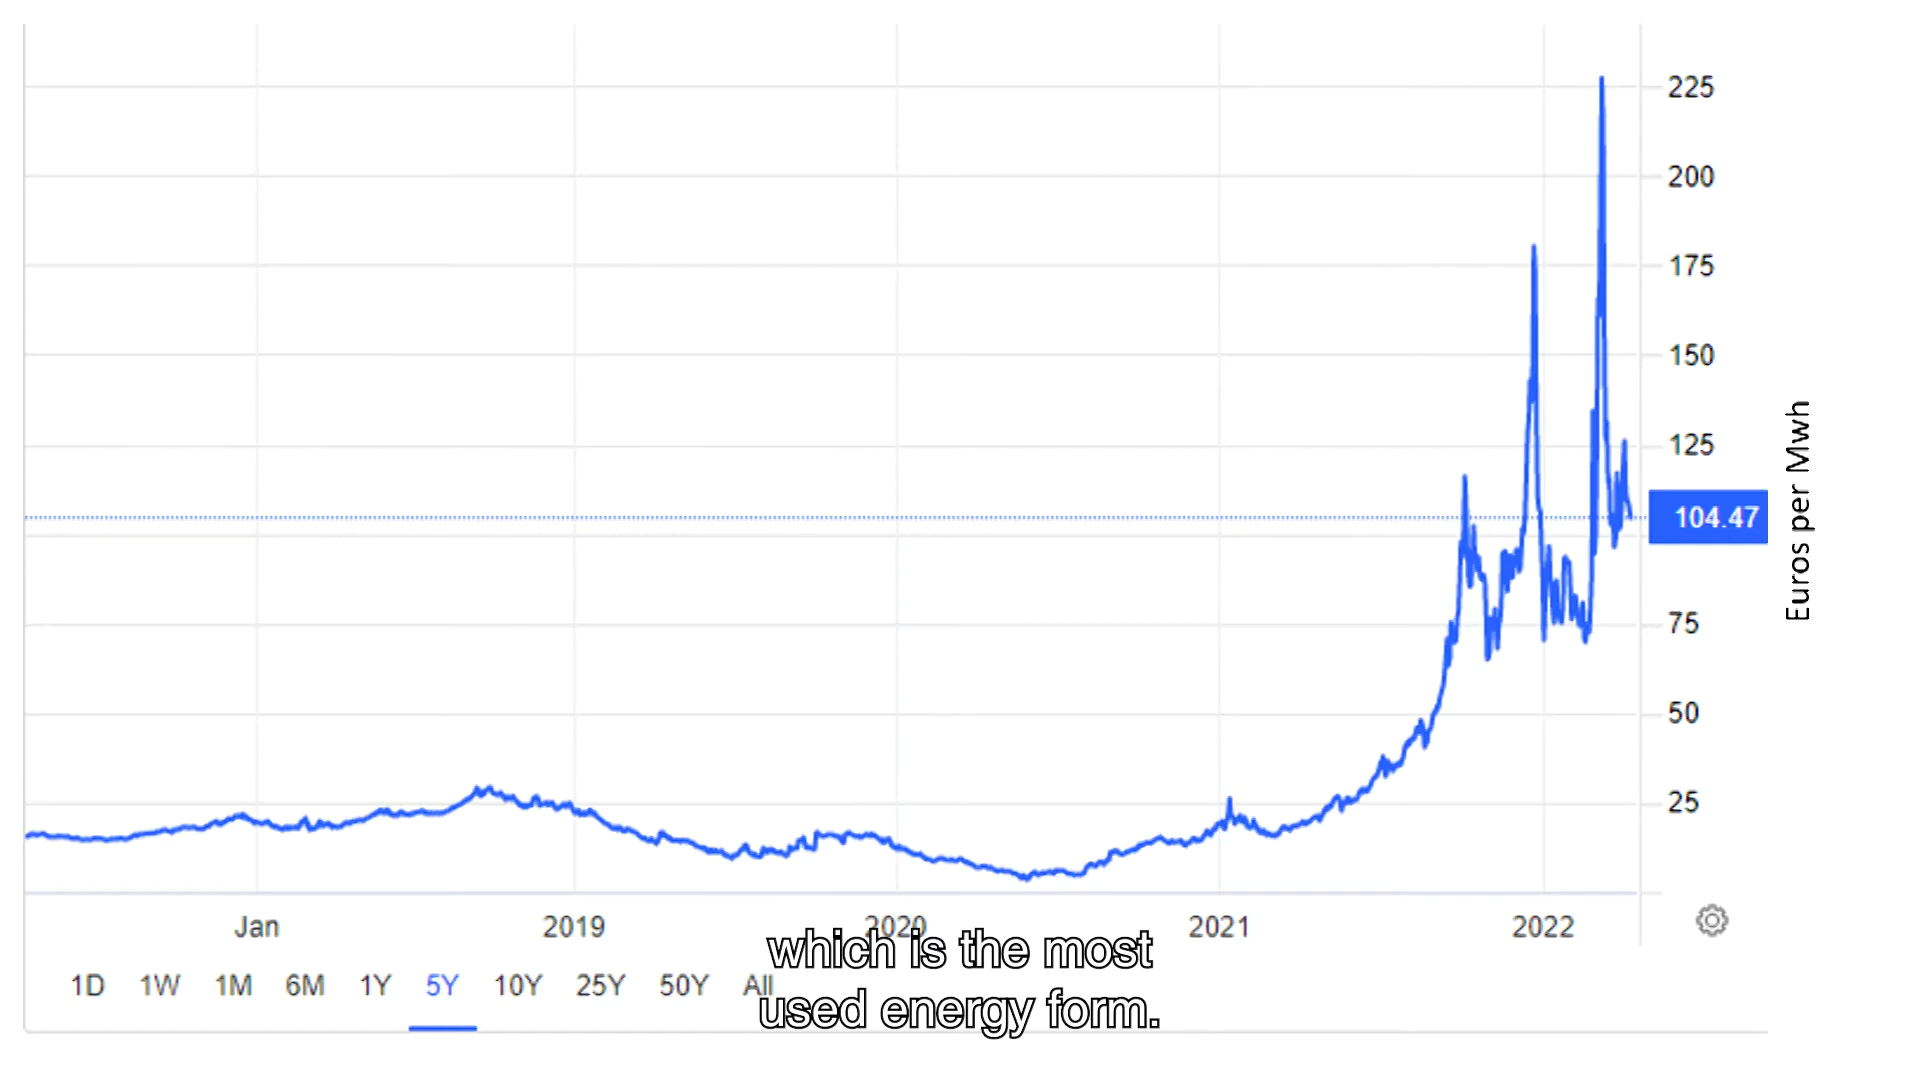 225
200
175
150
125
104.47
75
50
25
Euros per Mwh
Jan 2019 2020 2021 2022
1D 1W 1M 6M 1Y 5Y 10Y 25Y 50Y All
which is the most
used energy form.